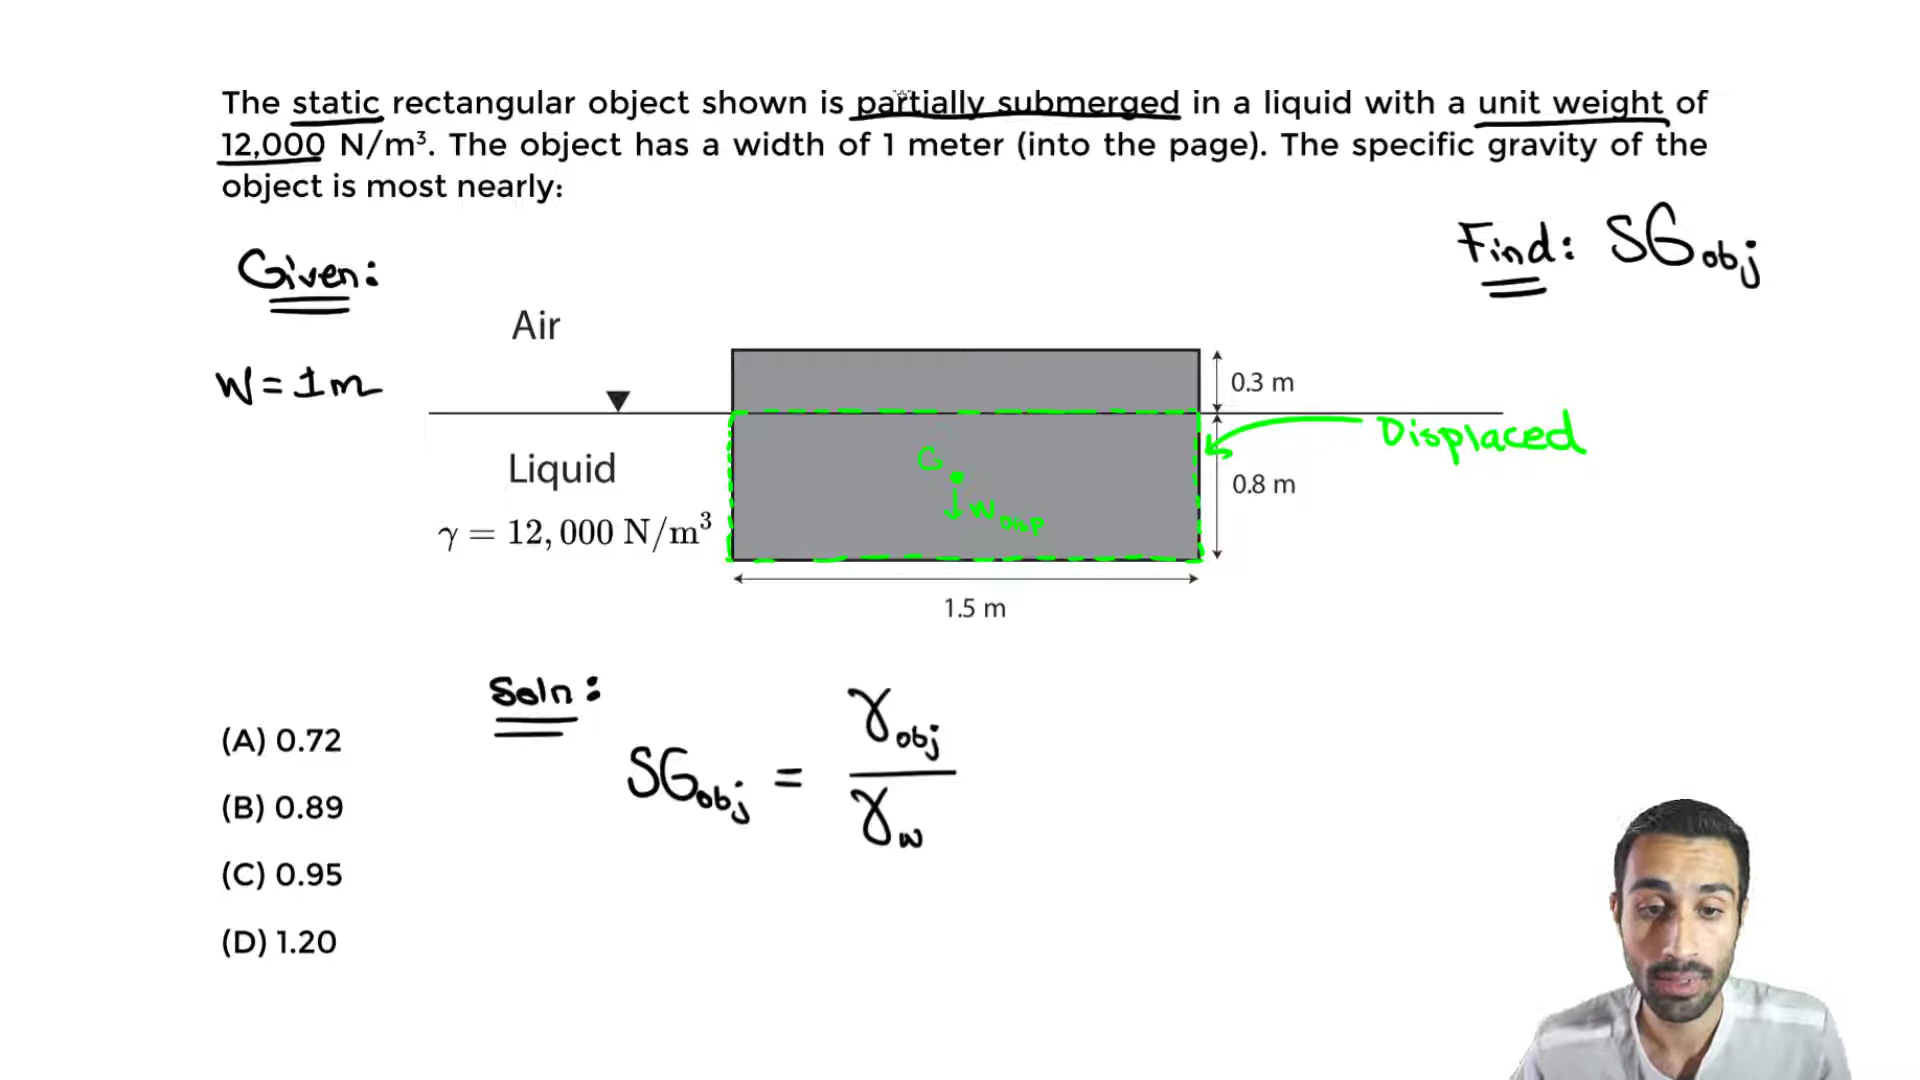 The static rectangular object shown is partially submerged in a liquid with a unit weight of
12,000 N/m³. The object has a width of 1 meter (into the page). The specific gravity of the
object is most nearly:
Find: SGobj
Given:
Air
W = 1m
0.3 m
Displaced
G
Liquid
0.8 m
WDisp
γ = 12,000 N/m³
1.5 m
Soln:
(A) 0.72
SGobj = γobj / γw
(B) 0.89
(C) 0.95
(D) 1.20